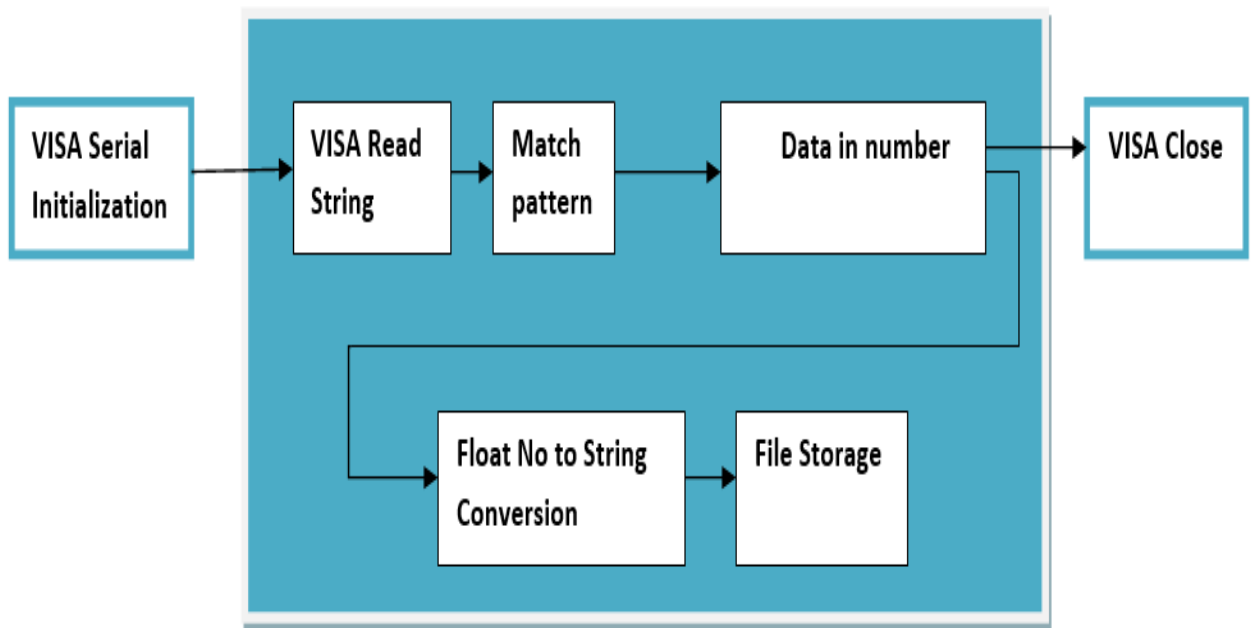 VISA Serial
Initialization
VISA Read
String
Match
pattern
Data in number
VISA Close
Float No to String
Conversion
File Storage